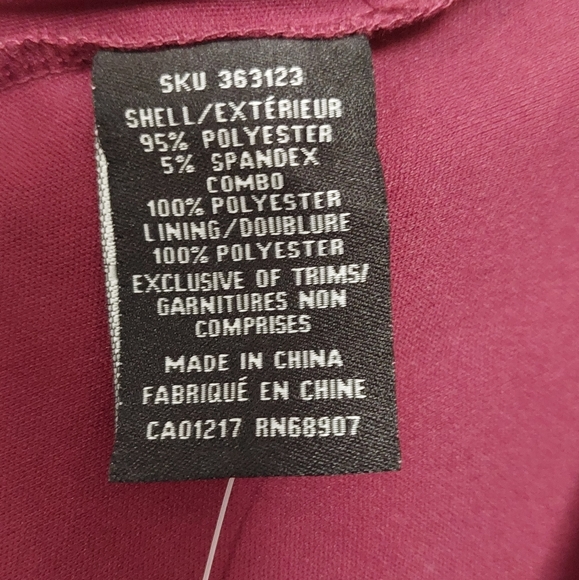 SKU 363123
SHELL/EXTÉRIEUR
95% POLYESTER
5% SPANDEX
COMBO
100% POLYESTER
LINING/DOUBLURE
100% POLYESTER
EXCLUSIVE OF TRIMS/
GARNITURES NON
COMPRISES
MADE IN CHINA
FABRIQUÉ EN CHINE
CA01217 RN68907